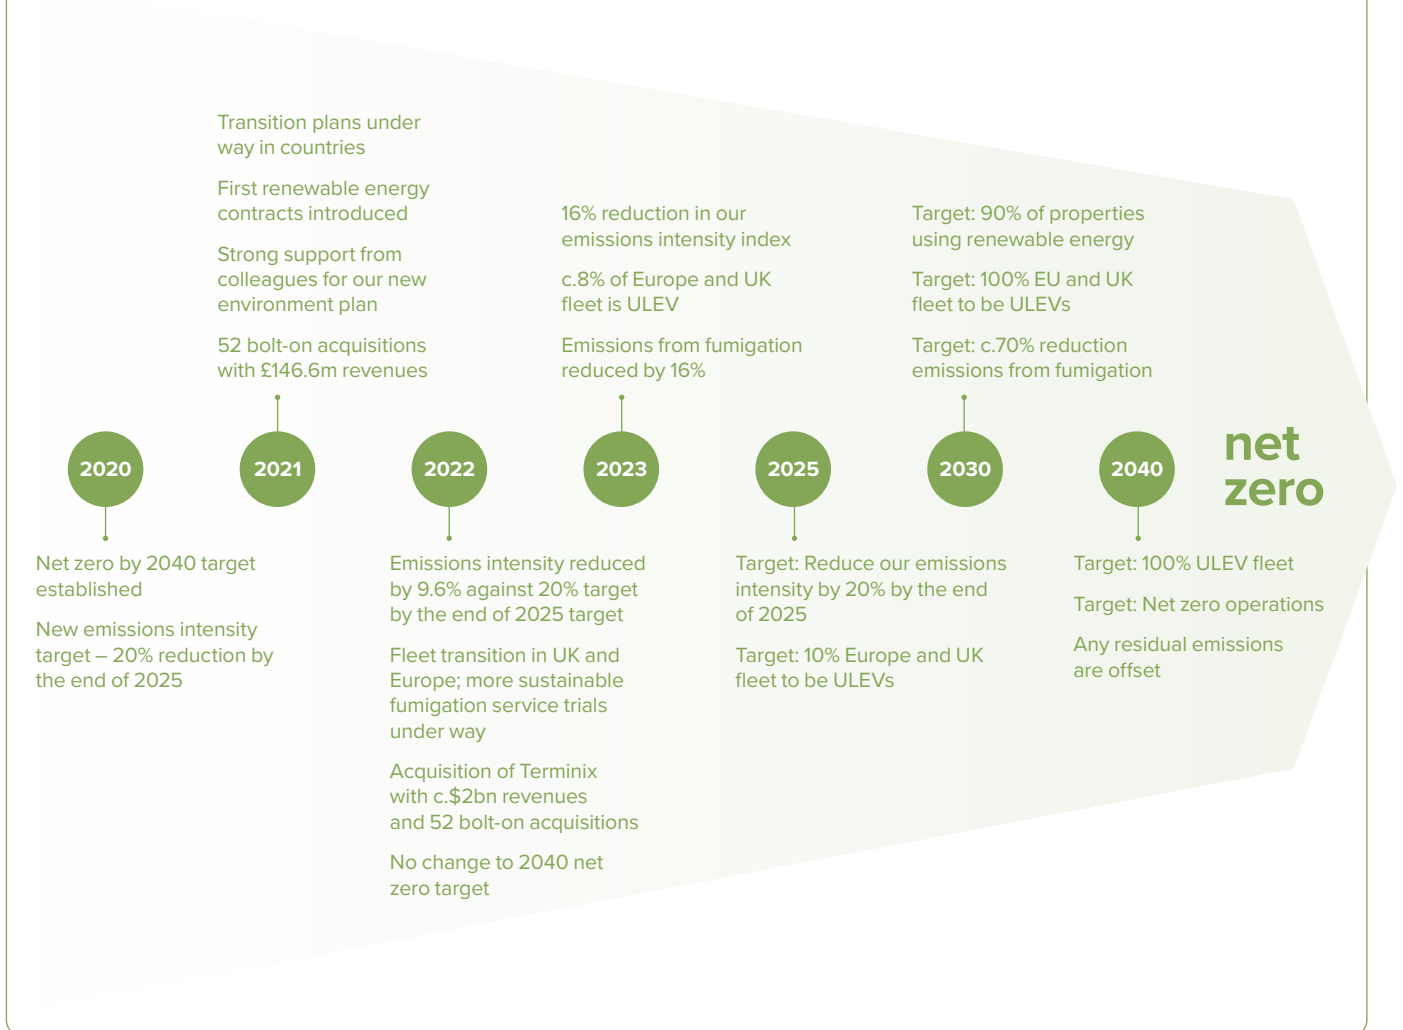 Transition plans under
way in countries
First renewable energy
contracts introduced
Strong support from
colleagues for our new
environment plan
52 bolt-on acquisitions
with £146.6m revenues
16% reduction in our
emissions intensity index
c.8% of Europe and UK
fleet is ULEV
Emissions from fumigation
reduced by 16%
Target: 90% of properties
using renewable energy
Target: 100% EU and UK
fleet to be ULEVs
Target: c.70% reduction
emissions from fumigation
2020
2021
2022
2023
2025
2030
2040
net
zero
Net zero by 2040 target
established
New emissions intensity
target – 20% reduction by
the end of 2025
Emissions intensity reduced
by 9.6% against 20% target
by the end of 2025 target
Fleet transition in UK and
Europe; more sustainable
fumigation service trials
under way
Acquisition of Terminix
with c.$2bn revenues
and 52 bolt-on acquisitions
No change to 2040 net
zero target
Target: Reduce our emissions
intensity by 20% by the end
of 2025
Target: 10% Europe and UK
fleet to be ULEVs
Target: 100% ULEV fleet
Target: Net zero operations
Any residual emissions
are offset